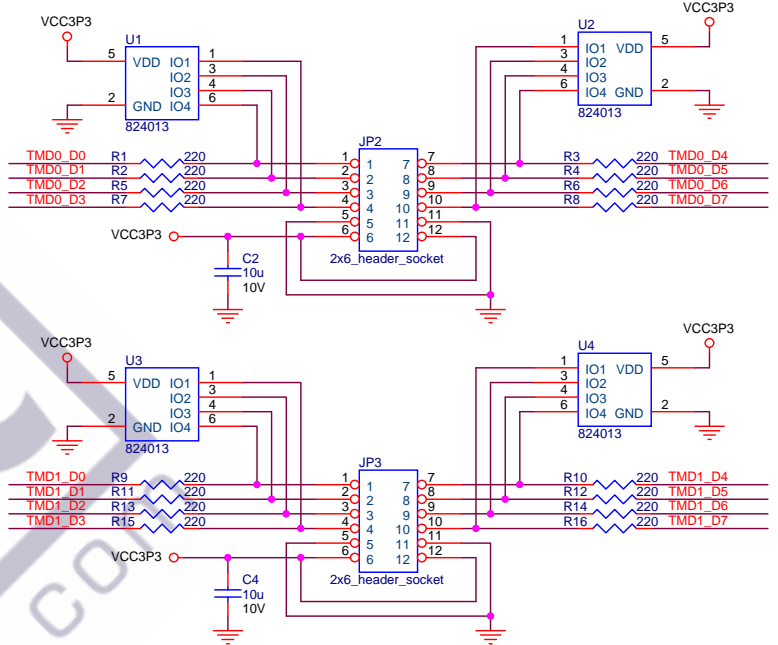 VCC3P3
VCC3P3
U1
U2
5 VDD IO1 1
IO2 3
IO3 4
2 GND IO4 6
824013
1 IO1 VDD 5
3 IO2
4 IO3
6 IO4 GND 2
824013
JP2
TMD0_D0 R1 220 1 1 7 7 R3 220 TMD0_D4
TMD0_D1 R2 220 2 2 8 8 R4 220 TMD0_D5
TMD0_D2 R5 220 3 3 9 9 R6 220 TMD0_D6
TMD0_D3 R7 220 4 4 10 10 R8 220 TMD0_D7
5 5 11 11
VCC3P3 6 6 12 12
2x6_header_socket
C2
10u
10V
VCC3P3
VCC3P3
U3
U4
5 VDD IO1 1
IO2 3
IO3 4
2 GND IO4 6
824013
1 IO1 VDD 5
3 IO2
4 IO3
6 IO4 GND 2
824013
JP3
TMD1_D0 R9 220 1 1 7 7 R10 220 TMD1_D4
TMD1_D1 R11 220 2 2 8 8 R12 220 TMD1_D5
TMD1_D2 R13 220 3 3 9 9 R14 220 TMD1_D6
TMD1_D3 R15 220 4 4 10 10 R16 220 TMD1_D7
5 5 11 11
VCC3P3 6 6 12 12
2x6_header_socket
C4
10u
10V
com